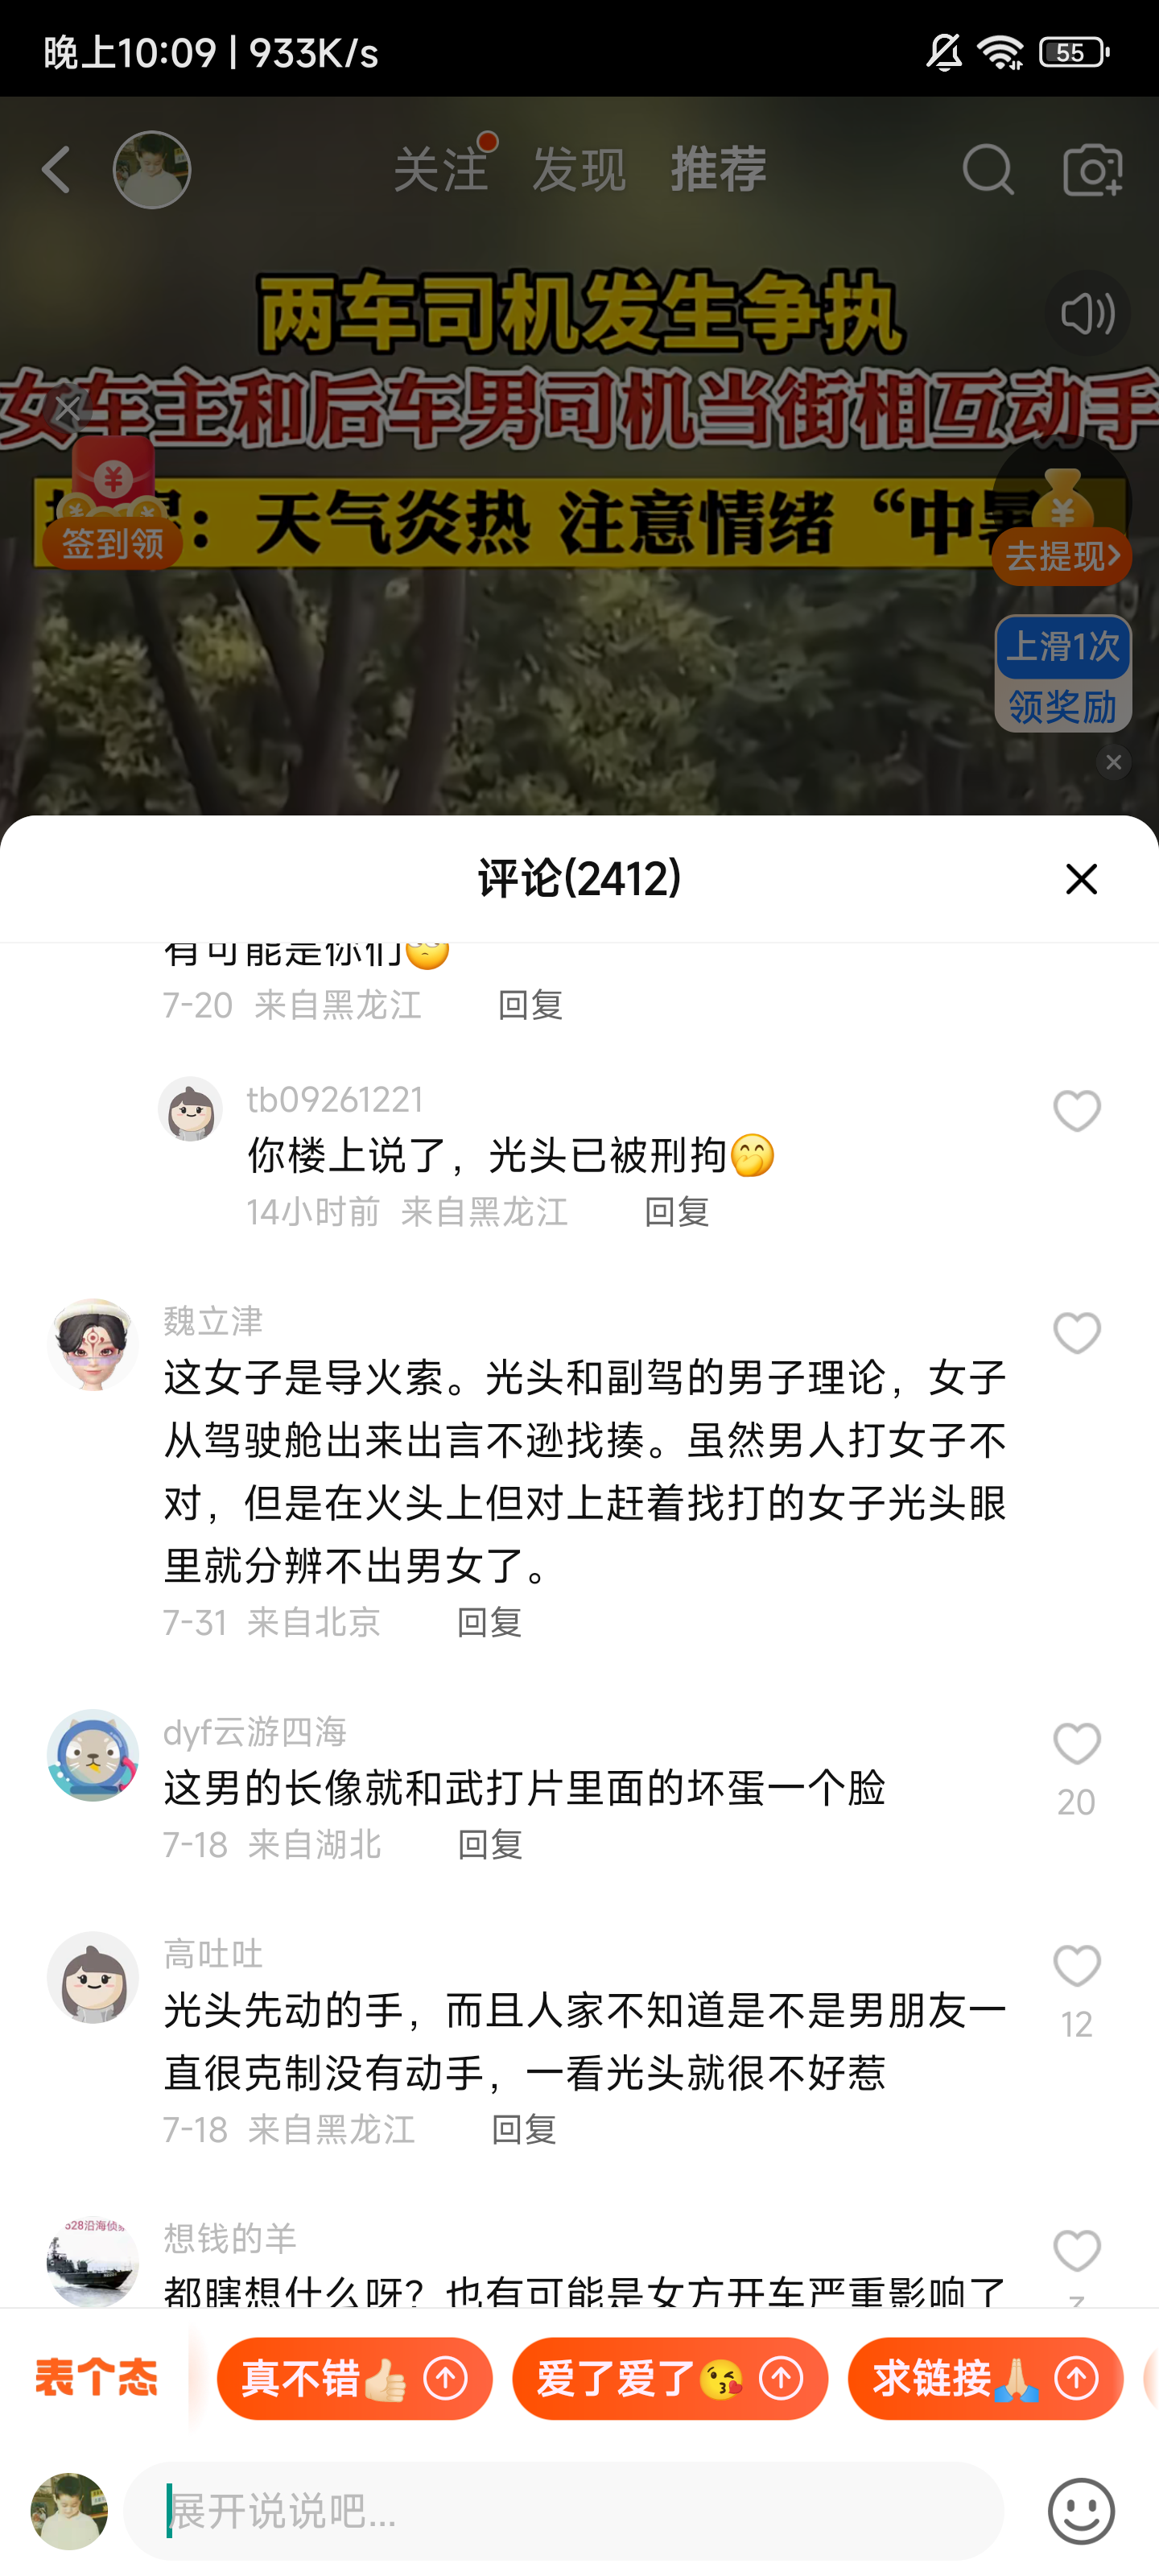 晚上10:09 | 933K/s
55
关注 发现 推荐
两车司机发生争执
女车主和后车男司机当街相互动手
：天气炎热 注意情绪“中暑
¥
签到领
¥
去提现>
上滑1次
领奖励
评论(2412)
有可能是你们🥺
7-20 来自黑龙江 回复
tb09261221
你楼上说了，光头已被刑拘🤭
14小时前 来自黑龙江 回复
魏立津
这女子是导火索。光头和副驾的男子理论，女子
从驾驶舱出来出言不逊找揍。虽然男人打女子不
对，但是在火头上但对上赶着找打的女子光头眼
里就分辨不出男女了。
7-31 来自北京 回复
dyf云游四海
这男的长像就和武打片里面的坏蛋一个脸
20
7-18 来自湖北 回复
高吐吐
光头先动的手，而且人家不知道是不是男朋友一
直很克制没有动手，一看光头就很不好惹
12
7-18 来自黑龙江 回复
想钱的羊
都瞎想什么呀？也有可能是女方开车严重影响了
表个态 真不错👍🏻 爱了爱了😘 求链接🙏🏻
展开说说吧...